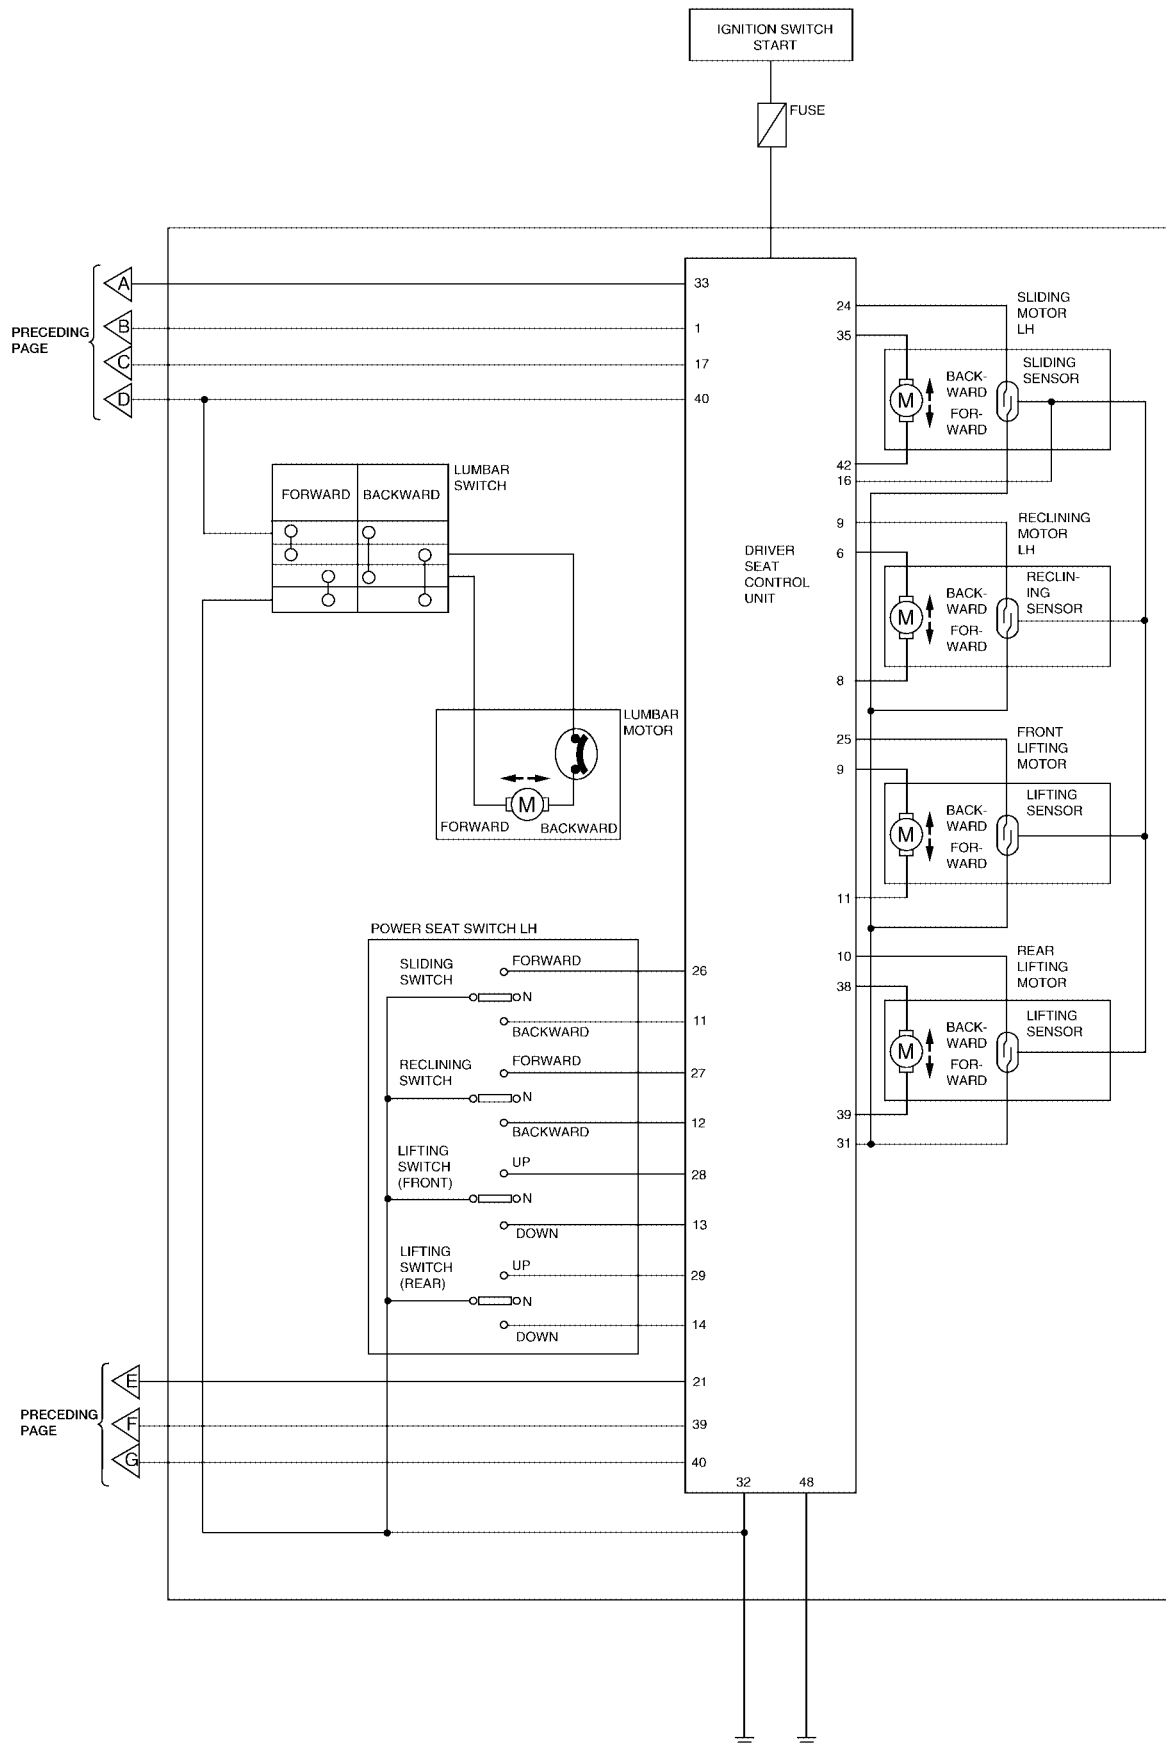 IGNITION SWITCH
START
FUSE
A
33
B
1
PRECEDING
PAGE
C
17
D
40
24
35
SLIDING
MOTOR
LH
SLIDING
SENSOR
BACK-
WARD
FOR-
WARD
M
42
16
LUMBAR
SWITCH
FORWARD
BACKWARD
DRIVER
SEAT
CONTROL
UNIT
9
6
RECLINING
MOTOR
LH
RECLIN-
ING SENSOR
BACK-
WARD
FOR-
WARD
M
8
LUMBAR
MOTOR
M
FORWARD
BACKWARD
25
9
FRONT
LIFTING
MOTOR
LIFTING
SENSOR
BACK-
WARD
FOR-
WARD
M
11
POWER SEAT SWITCH LH
SLIDING
SWITCH
FORWARD
26
N
BACKWARD
11
RECLINING
SWITCH
FORWARD
27
N
BACKWARD
12
LIFTING
SWITCH
(FRONT)
UP
28
N
DOWN
13
LIFTING
SWITCH
(REAR)
UP
29
N
DOWN
14
10
38
REAR
LIFTING
MOTOR
LIFTING
SENSOR
BACK-
WARD
FOR-
WARD
M
39
31
E
21
PRECEDING
PAGE
F
39
G
40
32
48